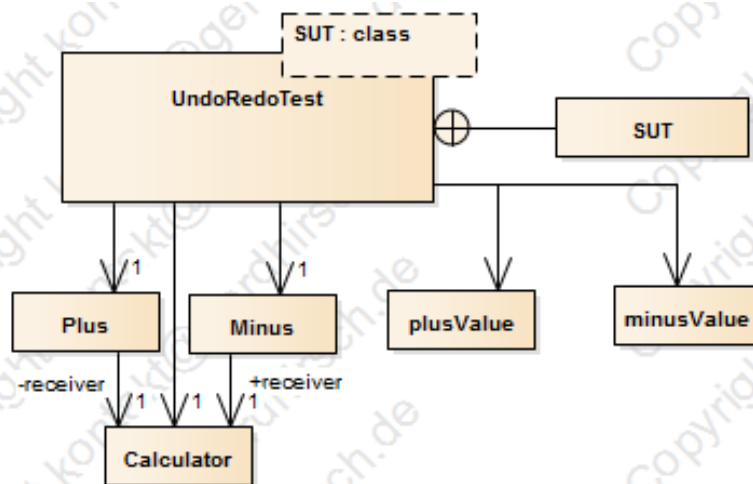 SUT : class
UndoRedoTest
SUT
1
1
Plus
Minus
plusValue
minusValue
-receiver
+receiver
1
1
1
Calculator